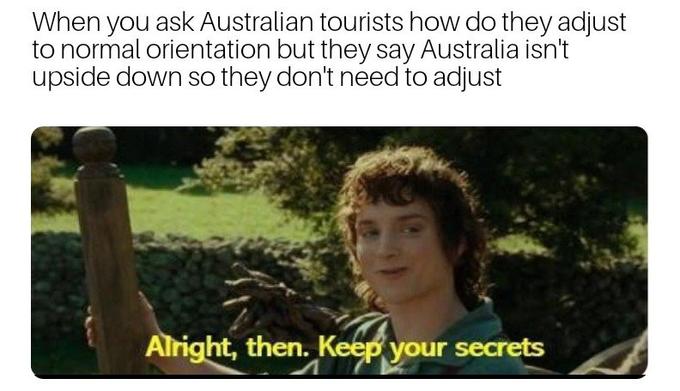 When you ask Australian tourists how do they adjust
to normal orientation but they say Australia isn't
upside down so they don't need to adjust
Alright, then. Keep your secrets